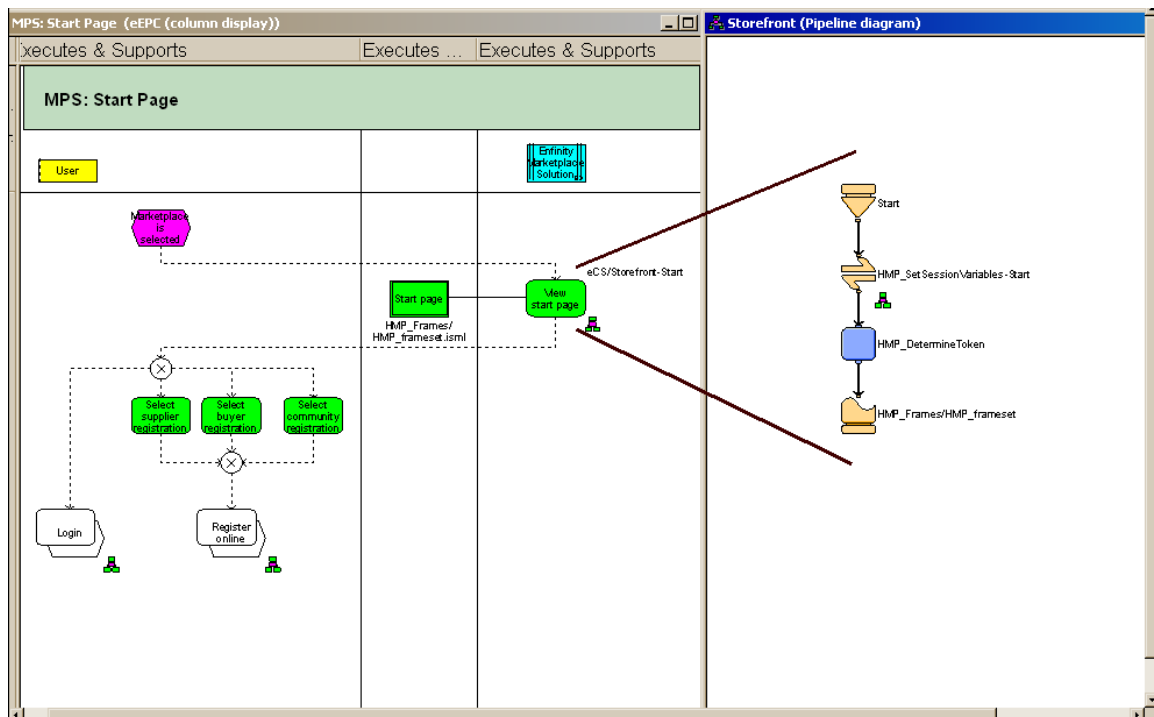 MPS: Start Page (eEPC (column display))
Storefront (Pipeline diagram)
Executes & Supports
Executes ...
Executes & Supports
MPS: Start Page
User
Enfinity
Marketplace
Solution
Marketplace
is
selected
eCS/Storefront-Start
Start page
View
start page
HMP_Frames/
HMP_frameset.isml
Select
supplier
registration
Select
buyer
registration
Select
community
registration
Login
Register
online
Start
HMP_SetSessionVariables-Start
HMP_DetermineToken
HMP_Frames/HMP_frameset